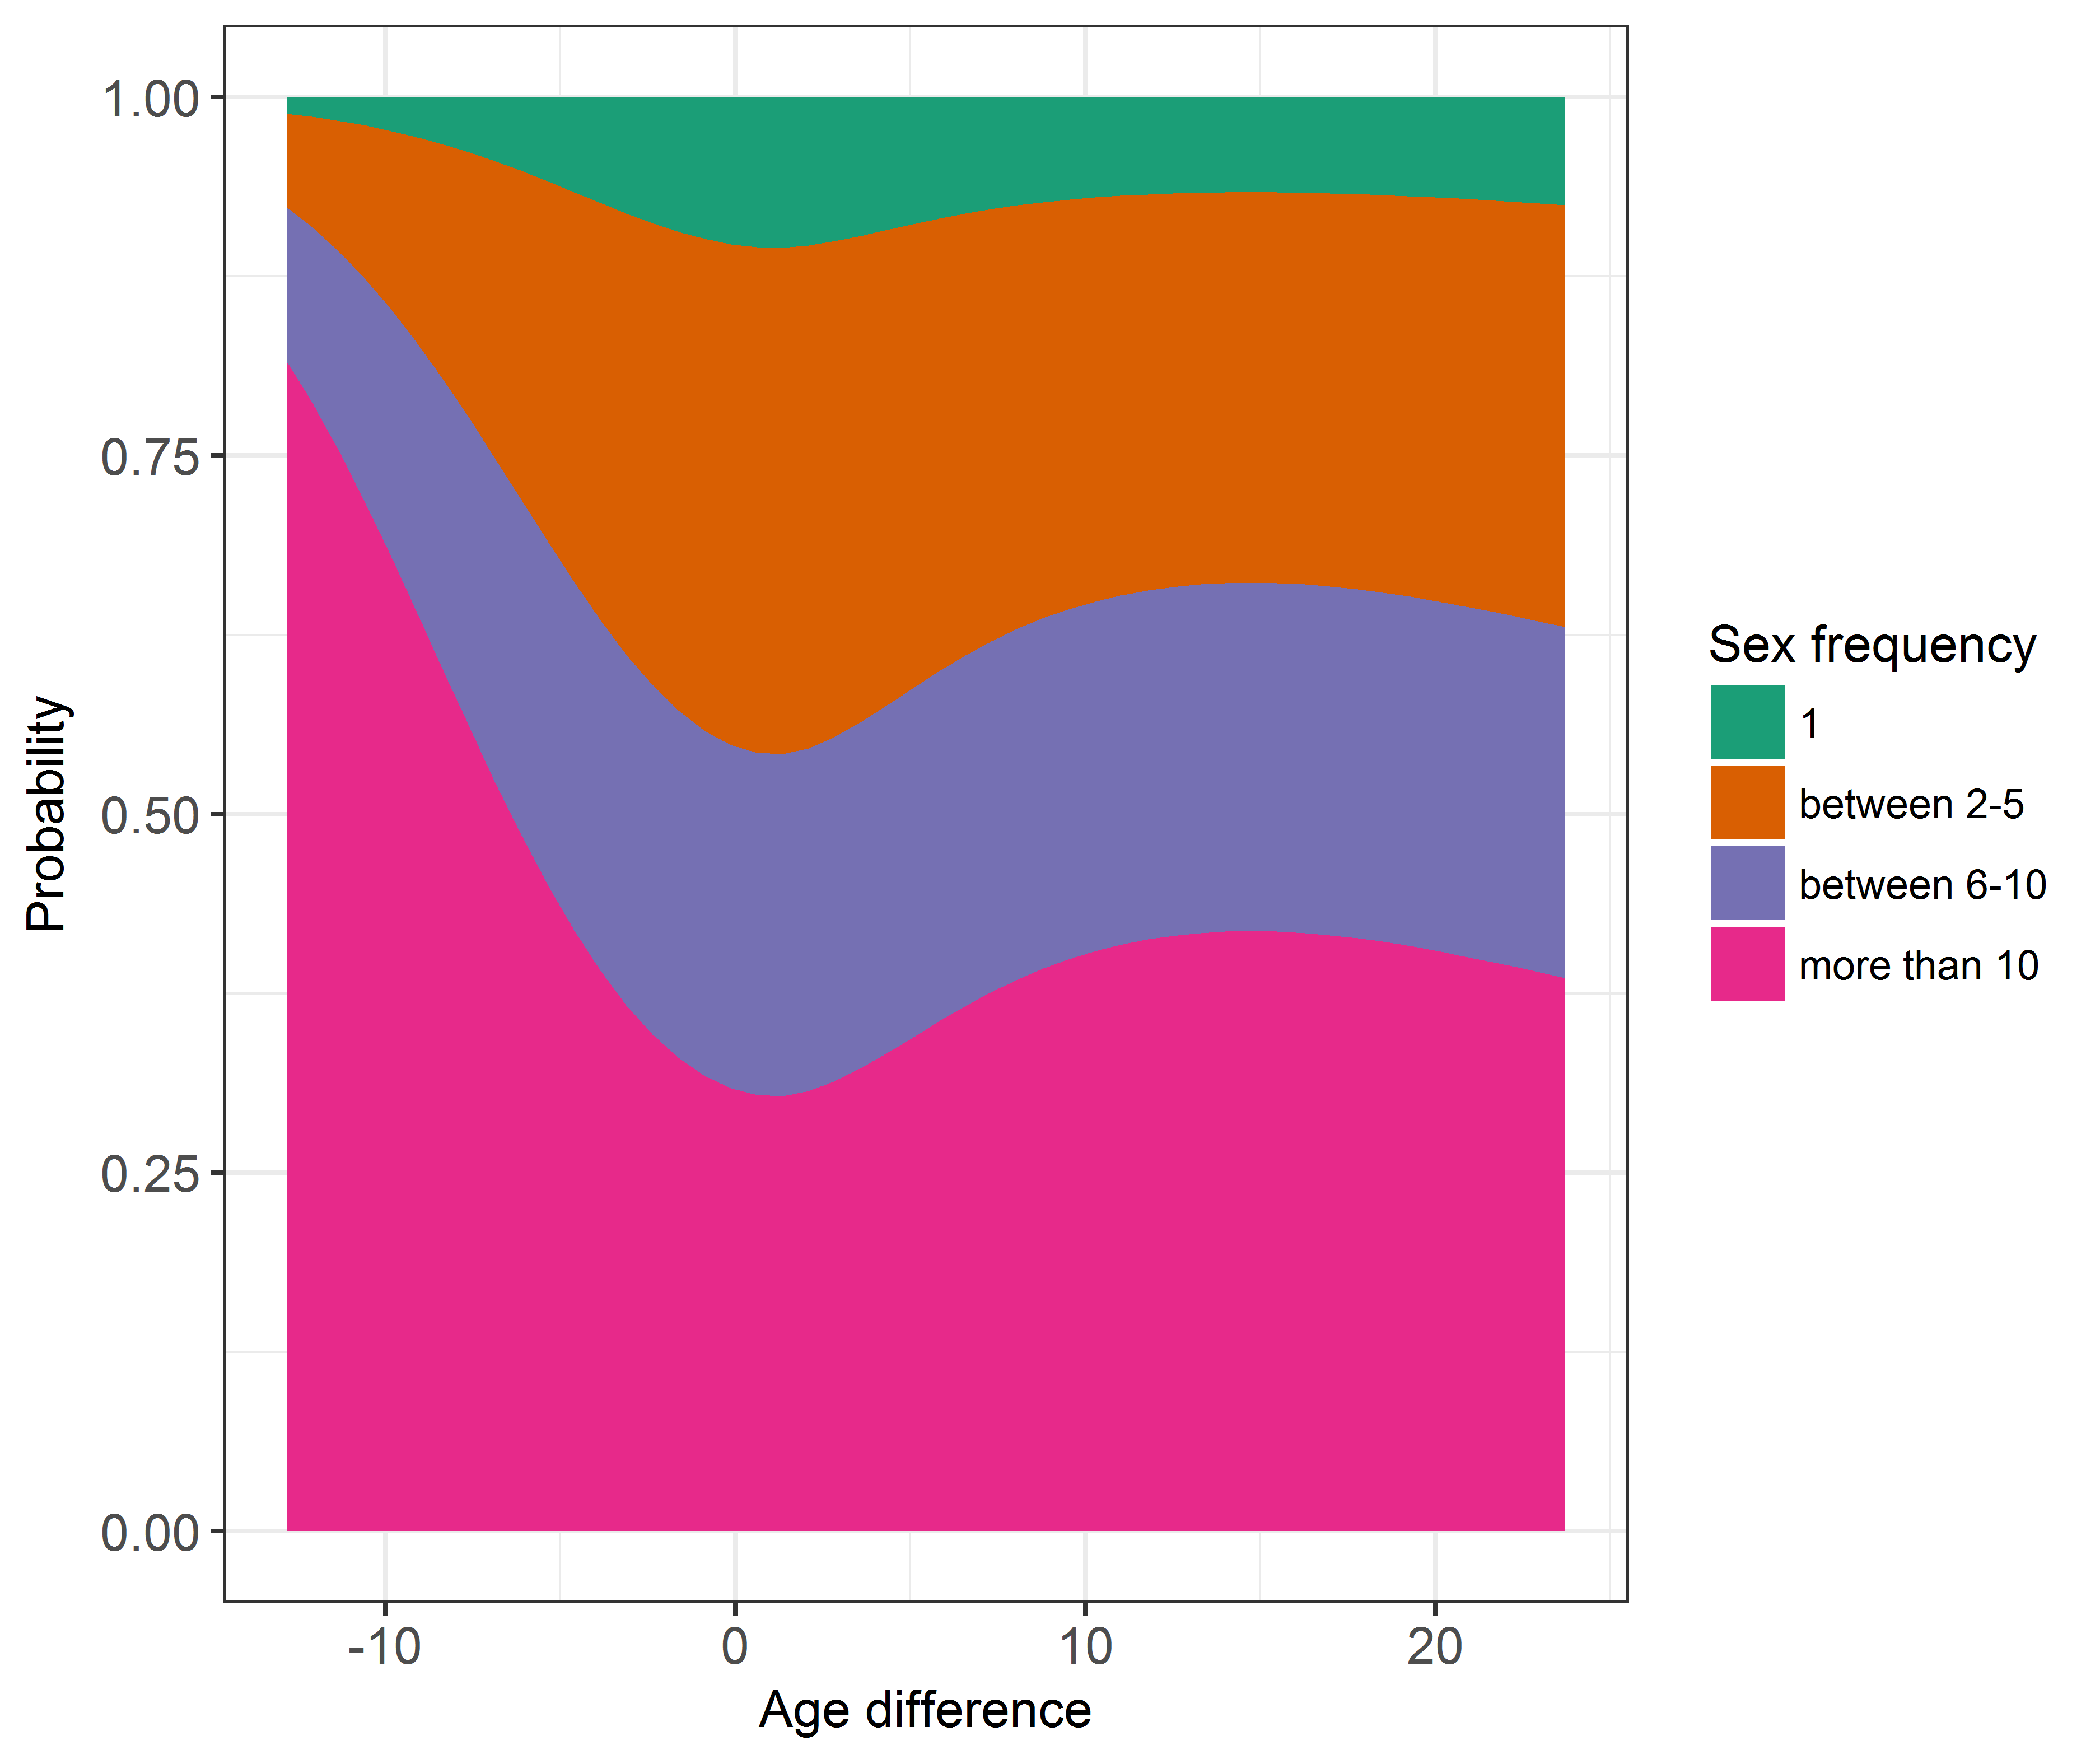 1.00
0.75
0.50
0.25
0.00
Probability
-10 0 10 20
Age difference
Sex frequency
1
between 2-5
between 6-10
more than 10